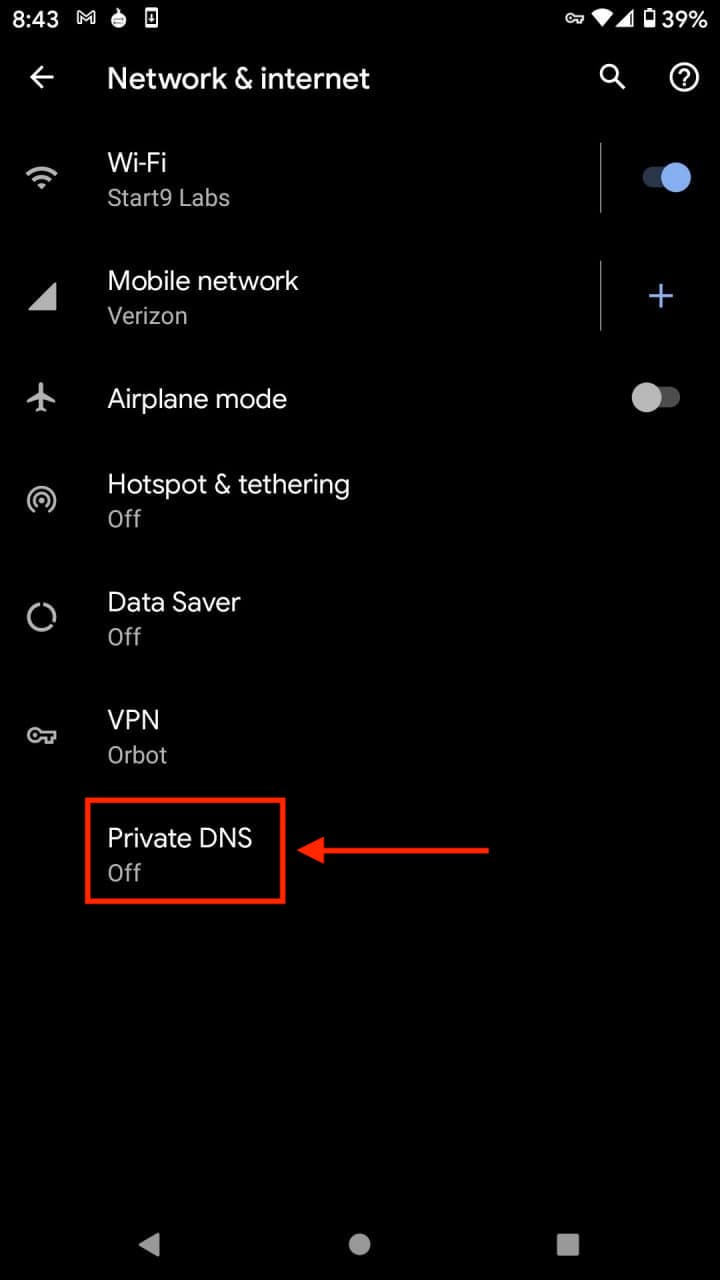 8:43
39%
Network & internet
Wi-Fi
Start9 Labs
Mobile network
Verizon
Airplane mode
Hotspot & tethering
Off
Data Saver
Off
VPN
Orbot
Private DNS
Off